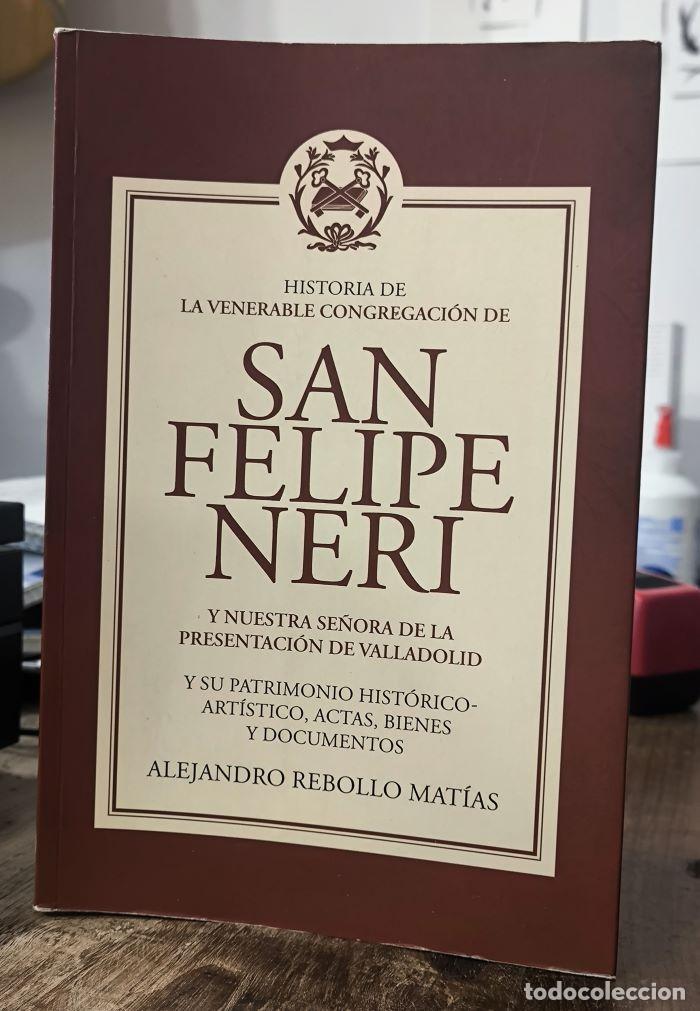 HISTORIA DE
LA VENERABLE CONGREGACIÓN DE
SAN
FELIPE
NERI
Y NUESTRA SEÑORA DE LA
PRESENTACIÓN DE VALLADOLID
Y SU PATRIMONIO HISTÓRICO-
ARTÍSTICO, ACTAS, BIENES
Y DOCUMENTOS
ALEJANDRO REBOLLO MATÍAS
todocoleccion